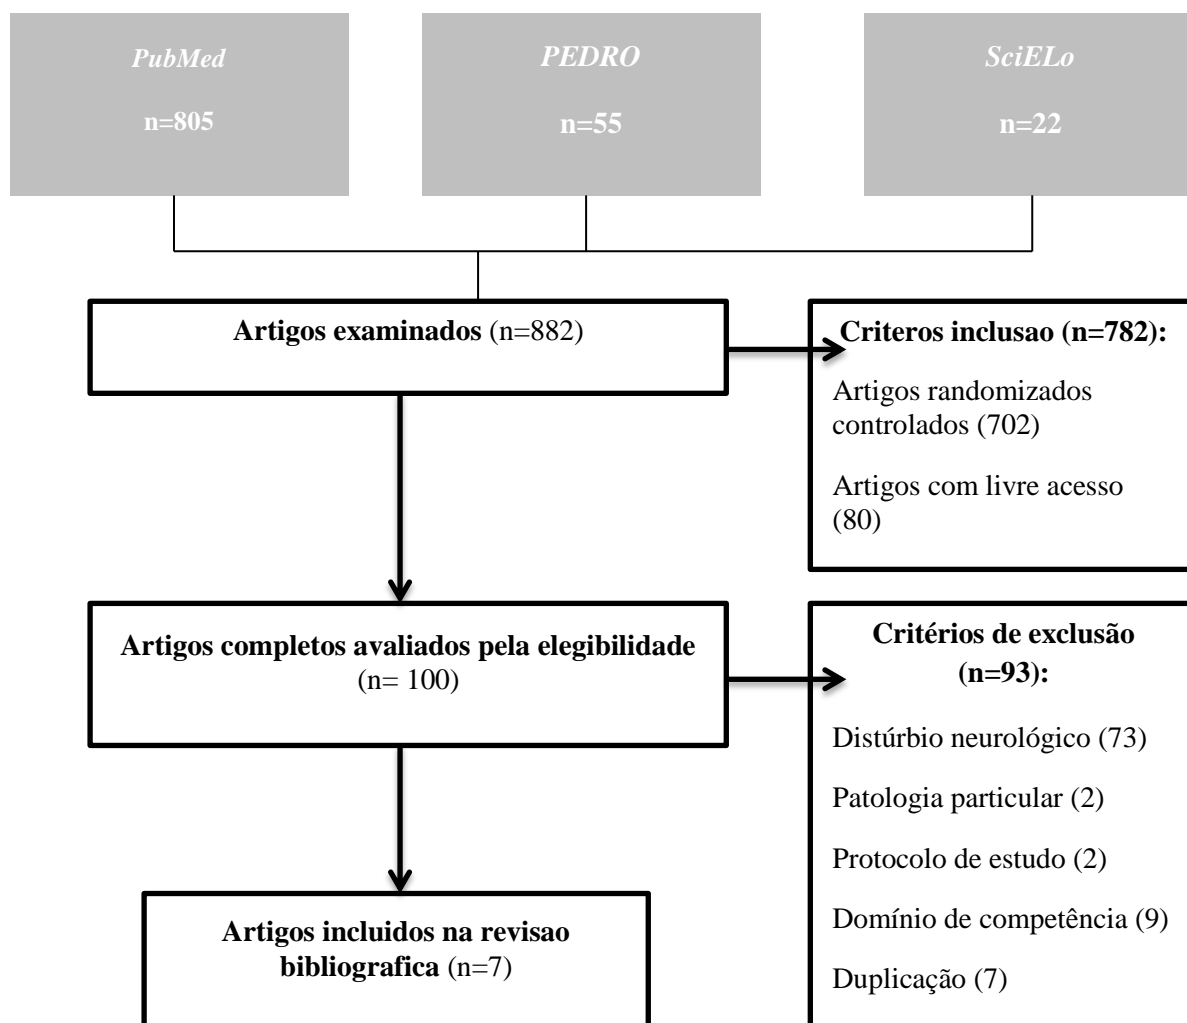 PubMed
n=805
PEDRO
n=55
SciELo
n=22
Artigos examinados (n=882)
Criteros inclusao (n=782):
Artigos randomizados
controlados (702)
Artigos com livre acesso
(80)
Artigos completos avaliados pela elegibilidade
(n= 100)
Critérios de exclusão
(n=93):
Distúrbio neurológico (73)
Patologia particular (2)
Protocolo de estudo (2)
Domínio de competência (9)
Duplicação (7)
Artigos incluidos na revisao
bibliografica (n=7)